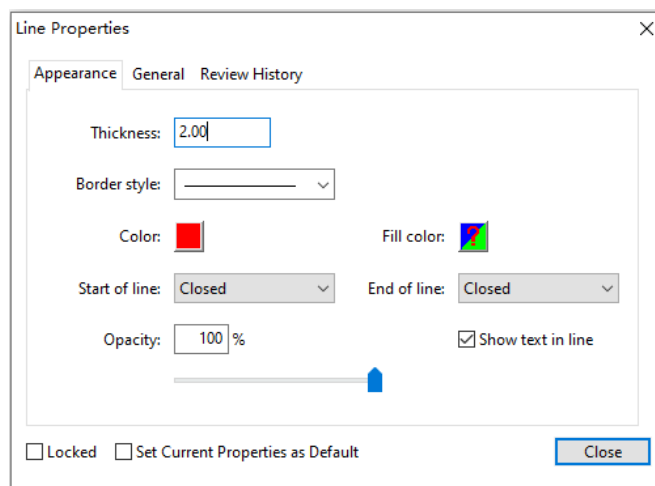 Line Properties
Appearance General Review History
Thickness: 2.00
Border style:
Color: Fill color: ?
Start of line: Closed End of line: Closed
Opacity: 100 % Show text in line
Locked Set Current Properties as Default Close